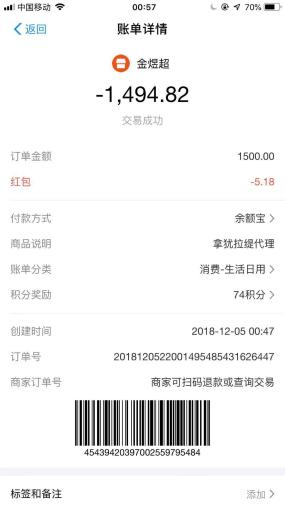 中国移动 00:57 70%
返回 账单详情
金煜超
-1,494.82
交易成功
订单金额 1500.00
红包 -5.18
付款方式 余额宝
商品说明 拿犹拉缇代理
账单分类 消费-生活日用
积分奖励 74积分
创建时间 2018-12-05 00:47
订单号 2018120522001495485431626447
商家订单号 商家可扫码退款或查询交易
45439420397002559795484
标签和备注 添加